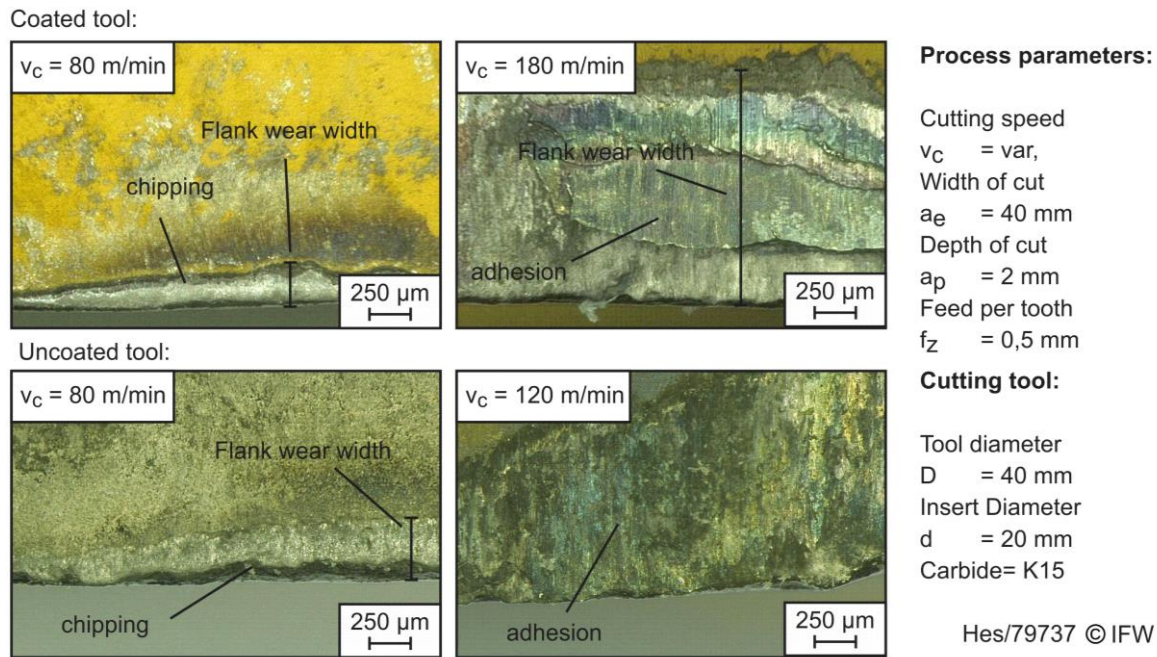 Coated tool:
vc = 80 m/min
Flank wear width
chipping
250 µm
vc = 180 m/min
Flank wear width
adhesion
250 µm
Uncoated tool:
vc = 80 m/min
Flank wear width
chipping
250 µm
vc = 120 m/min
adhesion
250 µm
Process parameters:
Cutting speed
vc = var,
Width of cut
ae = 40 mm
Depth of cut
ap = 2 mm
Feed per tooth
fz = 0,5 mm
Cutting tool:
Tool diameter
D = 40 mm
Insert Diameter
d = 20 mm
Carbide= K15
Hes/79737 © IFW